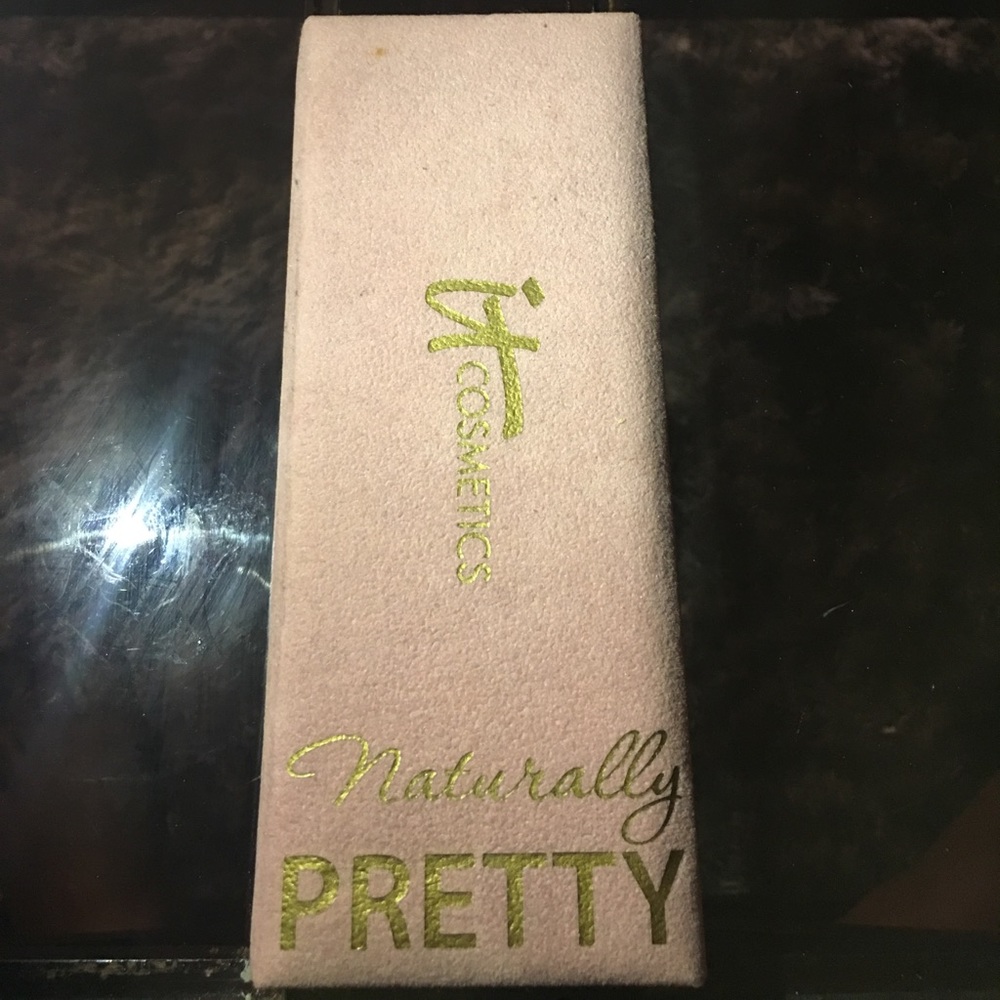 iT
COSMETICS
Naturally
PRETTY